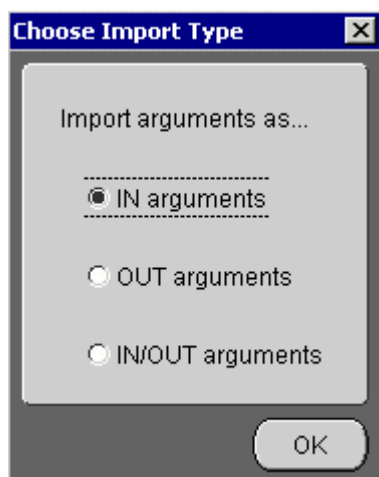 Choose Import Type
Import arguments as...
IN arguments
OUT arguments
IN/OUT arguments
OK